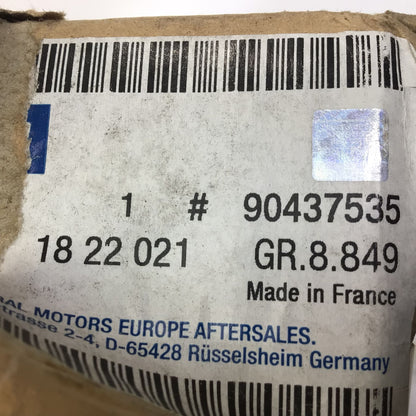 1 # 90437535
18 22 021 GR.8.849
Made in France
RAL MOTORS EUROPE AFTERSALES.
trasse 2-4, D-65428 Rüsselsheim Germany